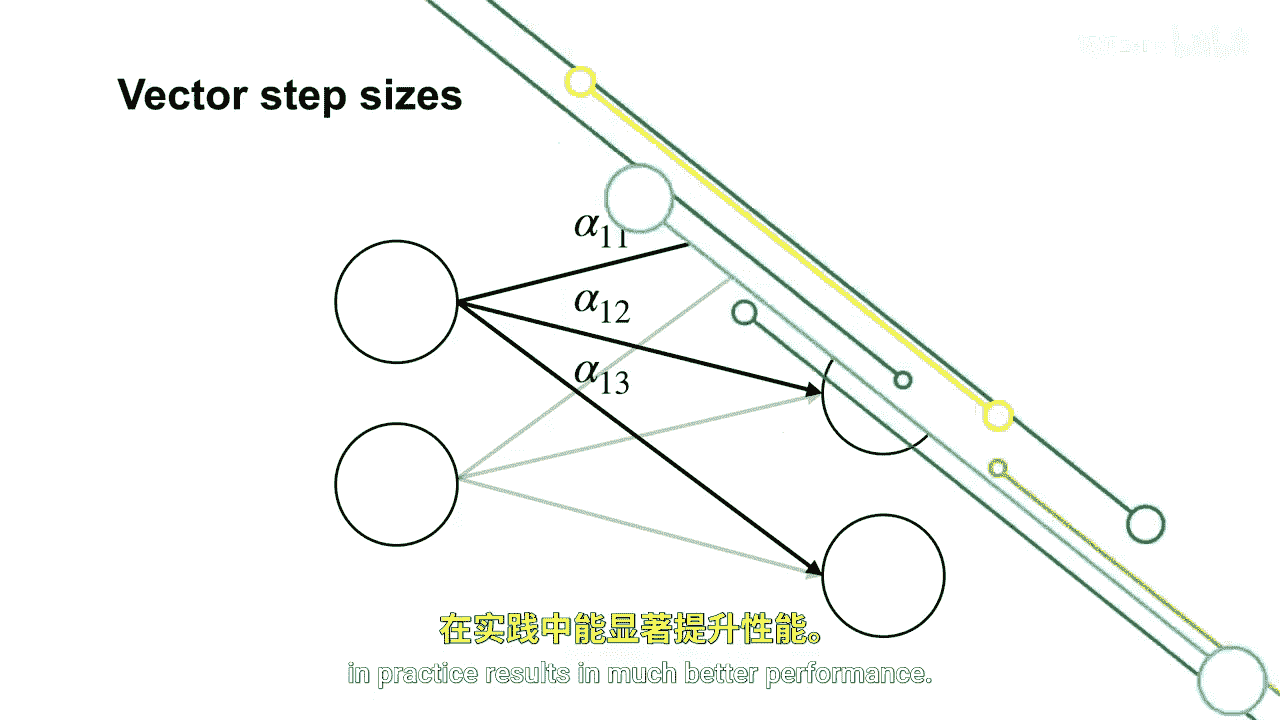 Vector step sizes
α11
α12
α13
在实践中能显著提升性能。
in practice results in much better performance.